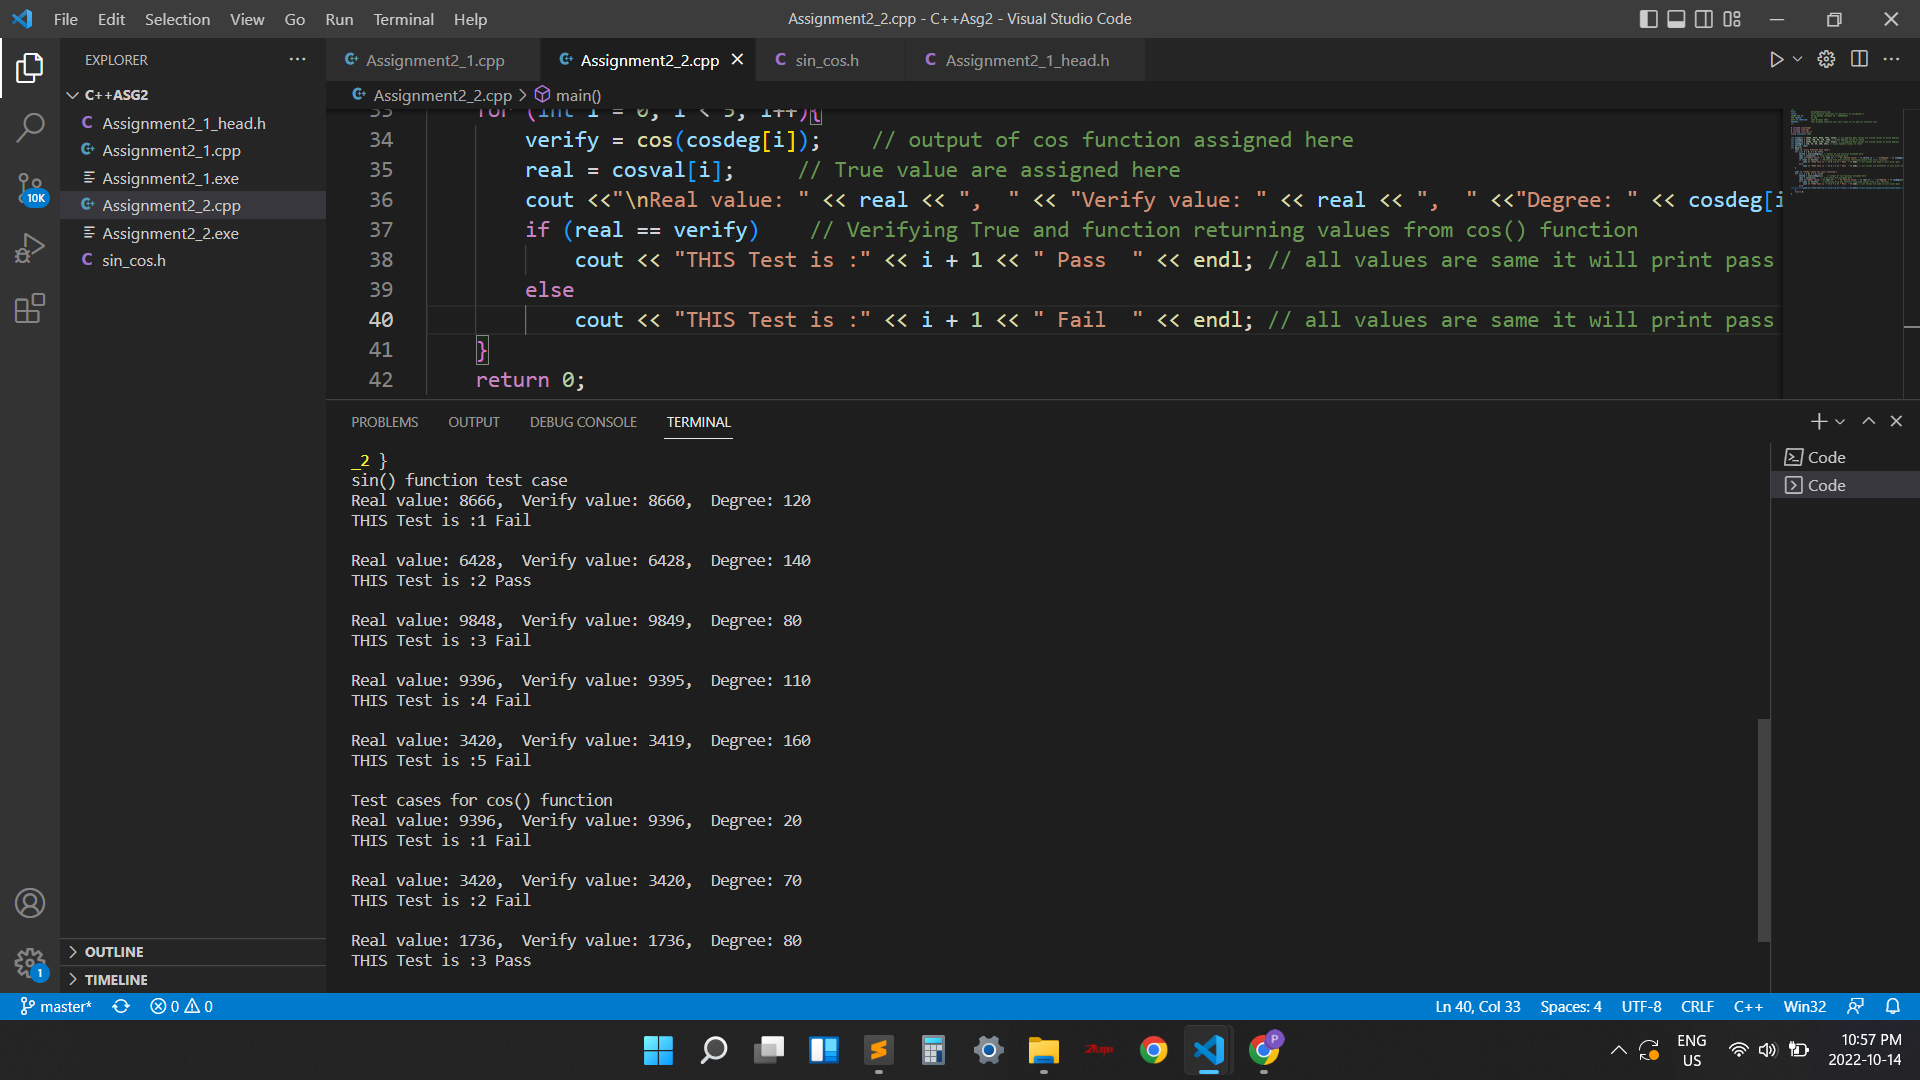 File Edit Selection View Go Run Terminal Help
Assignment2_2.cpp - C++Asg2 - Visual Studio Code
EXPLORER
C++ASG2
Assignment2_1_head.h
Assignment2_1.cpp
Assignment2_1.exe
Assignment2_2.cpp
Assignment2_2.exe
sin_cos.h
10K
OUTLINE
TIMELINE
1
Assignment2_1.cpp Assignment2_2.cpp sin_cos.h Assignment2_1_head.h
Assignment2_2.cpp > main()
33 for (int i = 0; i < 5; i++){
34 verify = cos(cosdeg[i]); // output of cos function assigned here
35 real = cosval[i]; // True value are assigned here
36 cout <<"\nReal value: " << real << ", " << "Verify value: " << real << ", " <<"Degree: " << cosdeg[i
37 if (real == verify) // Verifying True and function returning values from cos() function
38 cout << "THIS Test is :" << i + 1 << " Pass " << endl; // all values are same it will print pass
39 else
40 cout << "THIS Test is :" << i + 1 << " Fail " << endl; // all values are same it will print pass
41 }
42 return 0;
PROBLEMS OUTPUT DEBUG CONSOLE TERMINAL
_2 }
sin() function test case
Real value: 8666, Verify value: 8660, Degree: 120
THIS Test is :1 Fail
Real value: 6428, Verify value: 6428, Degree: 140
THIS Test is :2 Pass
Real value: 9848, Verify value: 9849, Degree: 80
THIS Test is :3 Fail
Real value: 9396, Verify value: 9395, Degree: 110
THIS Test is :4 Fail
Real value: 3420, Verify value: 3419, Degree: 160
THIS Test is :5 Fail
Test cases for cos() function
Real value: 9396, Verify value: 9396, Degree: 20
THIS Test is :1 Fail
Real value: 3420, Verify value: 3420, Degree: 70
THIS Test is :2 Fail
Real value: 1736, Verify value: 1736, Degree: 80
THIS Test is :3 Pass
Code
Code
master* 0 0
Ln 40, Col 33 Spaces: 4 UTF-8 CRLF C++ Win32
P
ENG
US
10:57 PM
2022-10-14